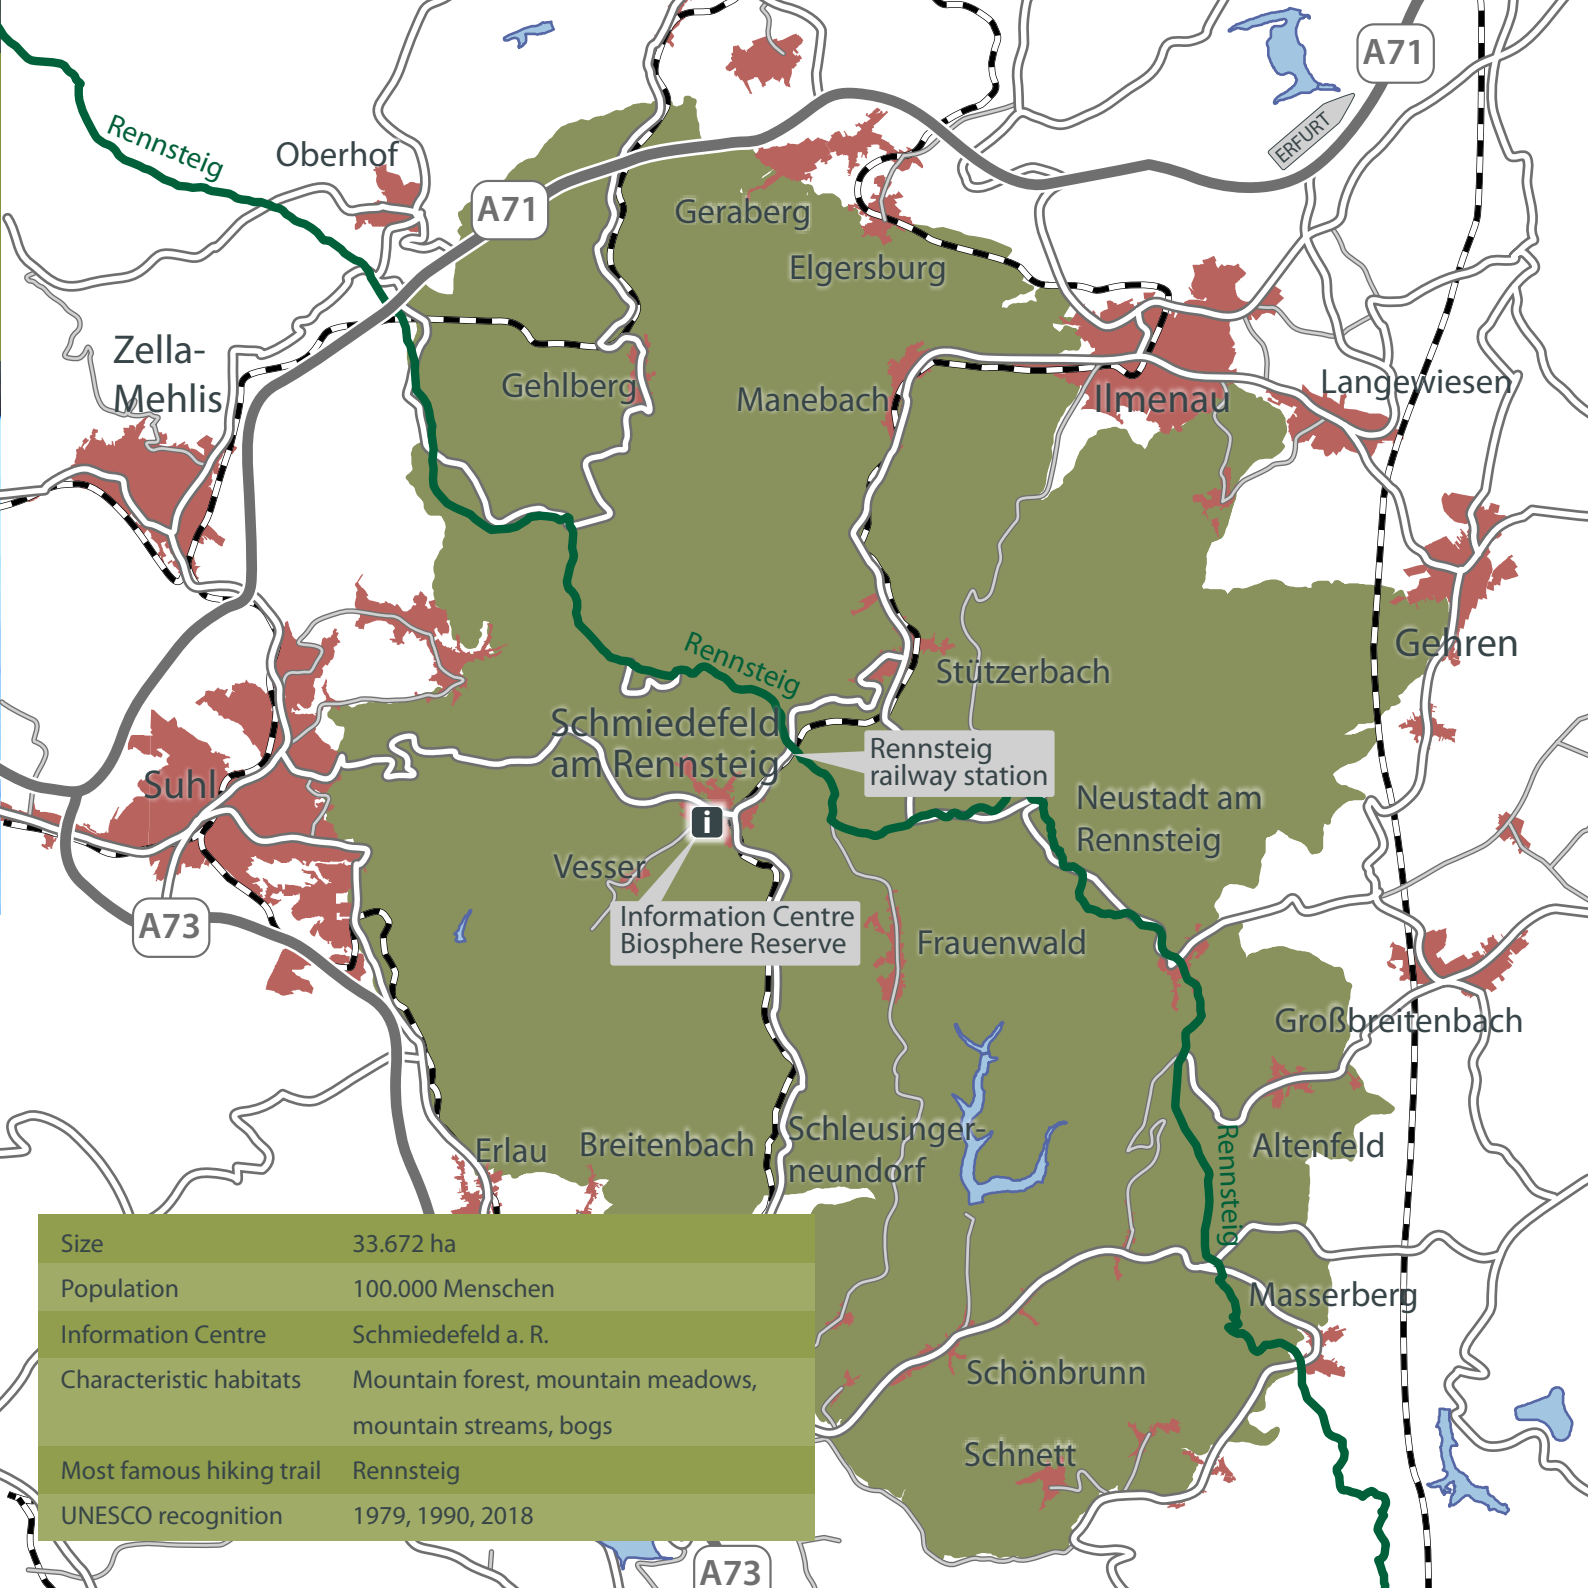 A71
Rennsteig
Oberhof
ERFURT
A71
Geraberg
Elgersburg
Zella-
Mehlis
Gehlberg
Manebach
Ilmenau
Langewiesen
Gehren
Rennsteig
Stützerbach
Schmiedefeld
am Rennsteig
Rennsteig
railway station
Suhl
Neustadt am
Rennsteig
i
Vesser
A73
Information Centre
Biosphere Reserve
Frauenwald
Großbreitenbach
Erlau
Breitenbach
Schleusinger-
neundorf
Rennsteig
Altenfeld
Masserberg
Schönbrunn
Schnett
Size 33.672 ha
Population 100.000 Menschen
Information Centre Schmiedefeld a. R.
Characteristic habitats Mountain forest, mountain meadows,
mountain streams, bogs
Most famous hiking trail Rennsteig
UNESCO recognition 1979, 1990, 2018
A73